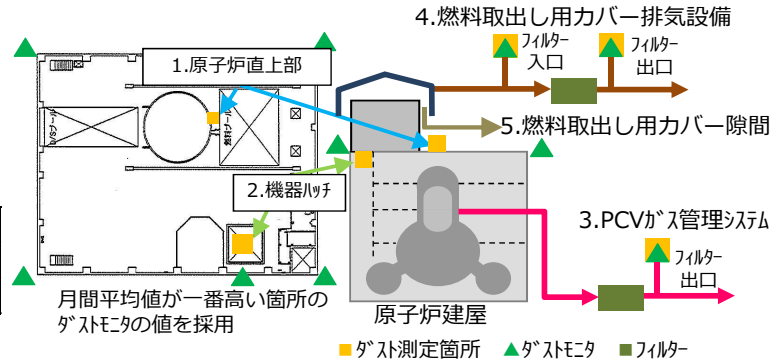 4.燃料取出し用カバー排気設備
フィルター
入口
フィルター
出口
1.原子炉直上部
5.燃料取出し用カバー隙間
2.機器ハッチ
3.PCVガス管理システム
フィルター
出口
月間平均値が一番高い箇所の
ダストモニタの値を採用
原子炉建屋
ダスト測定箇所
ダストモニタ
フィルター